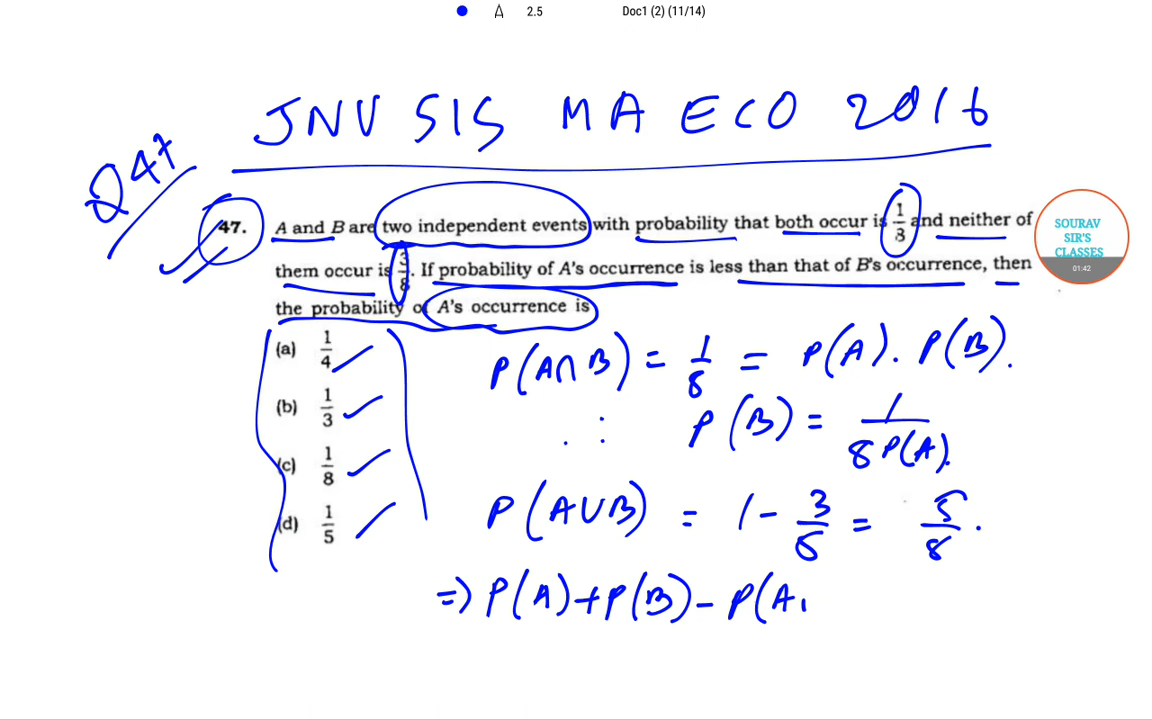 A 2.5 Doc1 (2) (11/14)
JNU SIS MA ECO 2016
Q47
47. A and B are two independent events with probability that both occur is 1/8 and neither of
them occur is 3/8. If probability of A's occurrence is less than that of B's occurrence, then
the probability of A's occurrence is
SOURAV
SIR'S
CLASSES
01:42
(a) 1/4
(b) 1/3
(c) 1/8
(d) 1/5
P(A∩B) = 1/8 = P(A). P(B).
∴ P(B) = 1/8P(A).
P(A∪B) = 1 - 3/8 = 5/8.
=> P(A)+P(B)- P(A